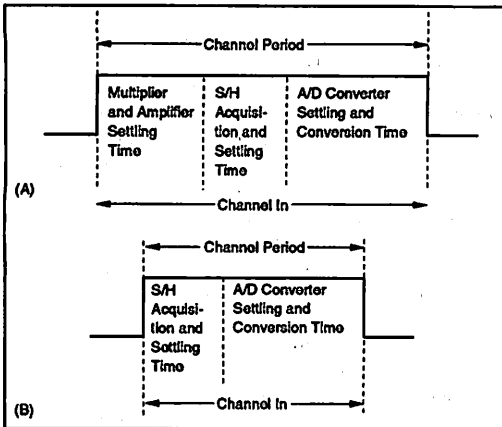 Channel Period
Multiplier and Amplifier Settling Time
S/H Acquisi-tion and Settling Time
A/D Converter Settling and Conversion Time
(A)
Channel In
Channel Period
S/H Acquisi-tion and Settling Time
A/D Converter Settling and Conversion Time
(B)
Channel In